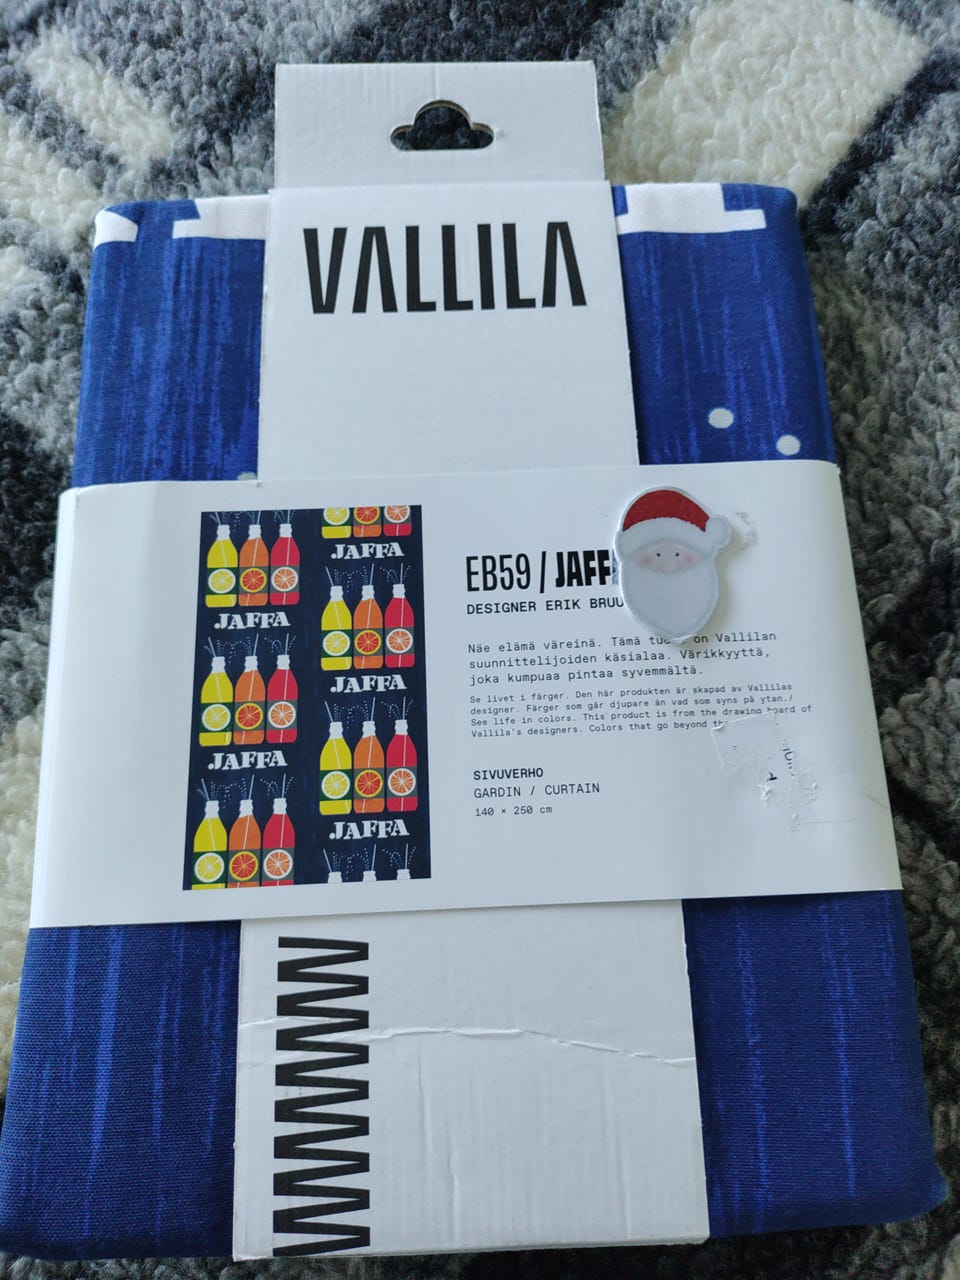 VALLILA
JAFFA
JAFFA
JAFFA
JAFFA
JAFFA
EB59 / JAFF
DESIGNER ERIK BRUU
Näe elämä väreinä. Tämä on Vallilan
suunnittelijoiden käsialaa. Värikkyyttä,
joka kumpuaa pintaa syvemmältä.
Se livet i färger. Den här produkten är skapad av Vallilas
designer. Färger som går djupare än vad som syns på ytan./
See life in colors. This product is from the drawing board of
Vallila's designers. Colors that go beyond the
SIVUVERHO
GARDIN / CURTAIN
140 × 250 cm